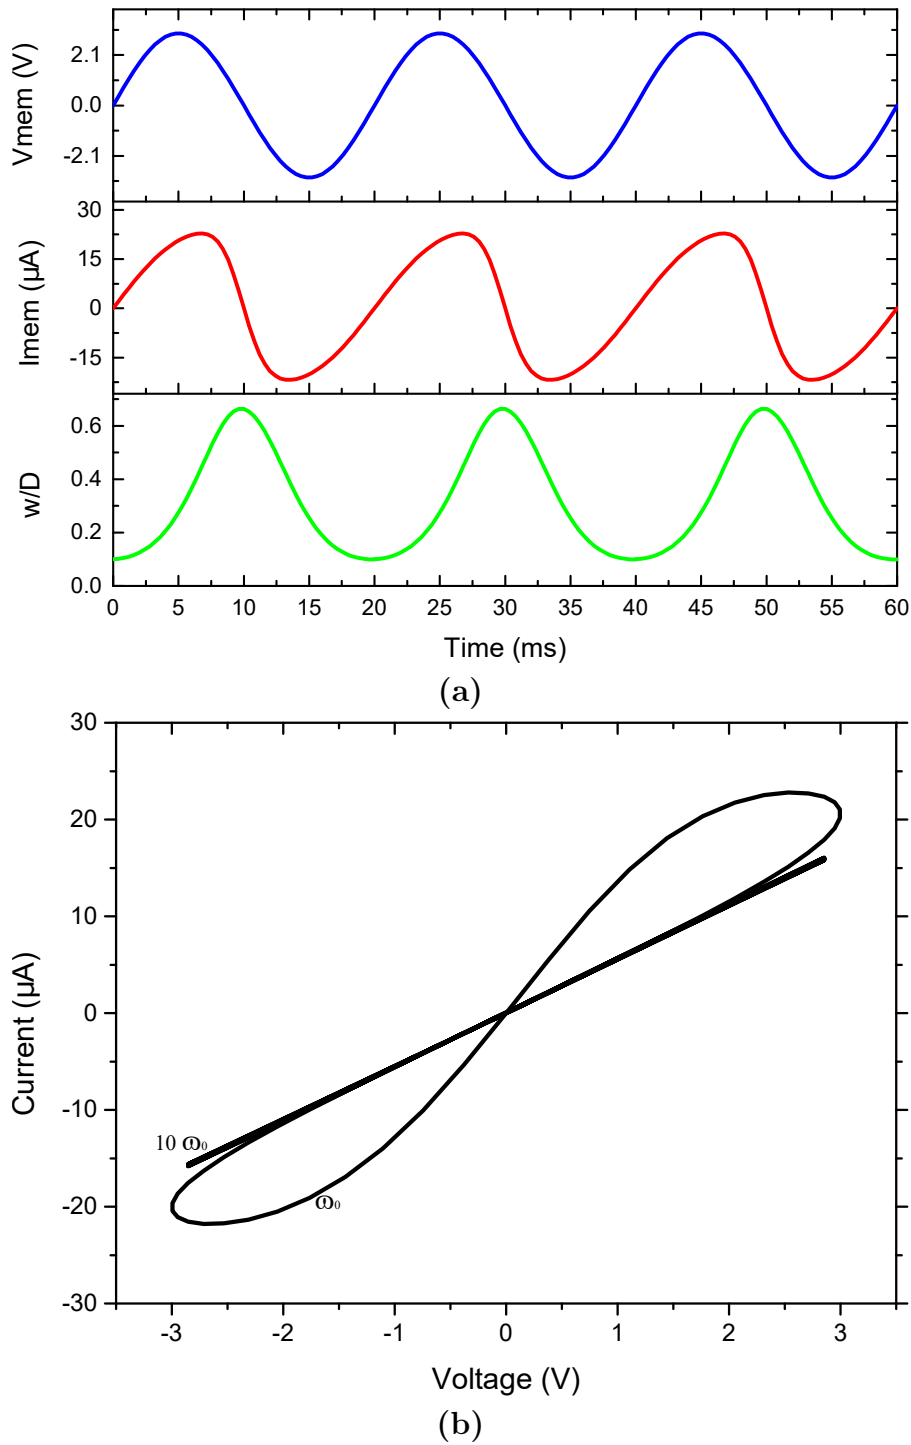 Vmem (V)
2.1
0.0
-2.1
Imem (µA)
30
15
0
-15
w/D
0.6
0.4
0.2
0.0
0 5 10 15 20 25 30 35 40 45 50 55 60
Time (ms)
(a)
Current (µA)
30
20
10
0
-10
-20
-30
10 ω₀
ω₀
-3 -2 -1 0 1 2 3
Voltage (V)
(b)